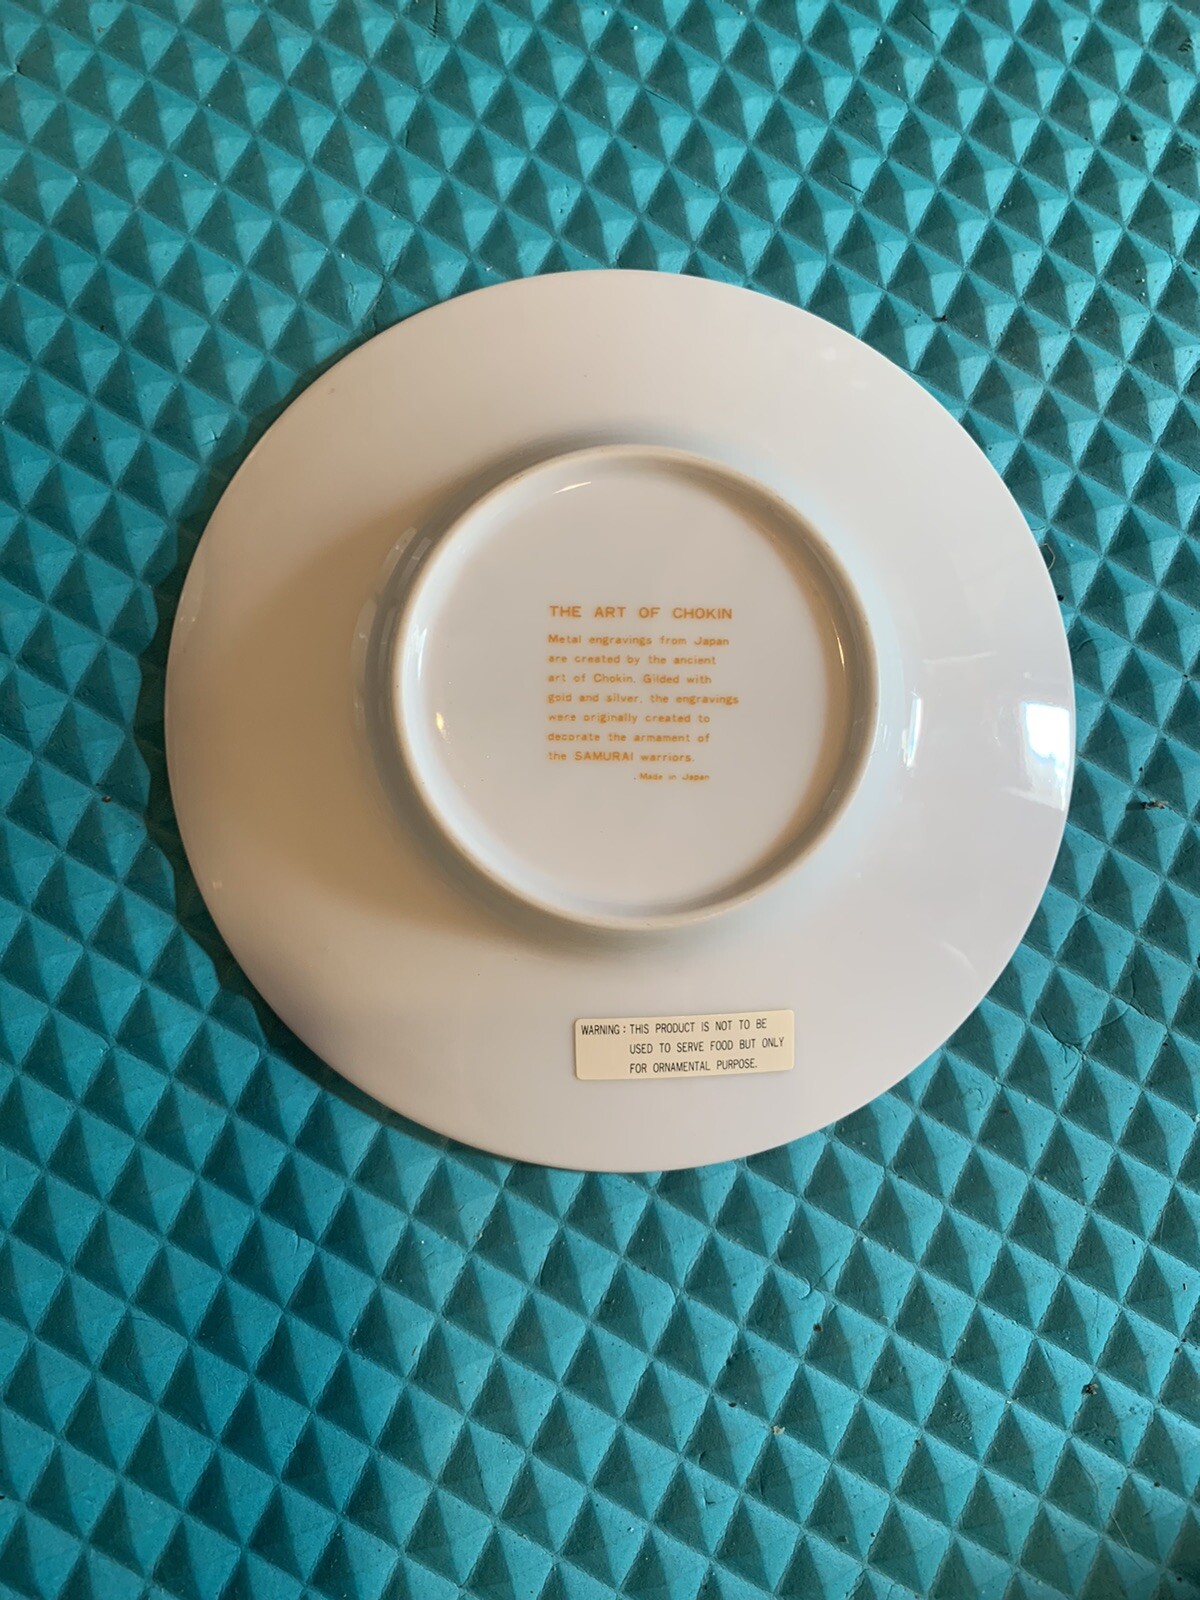 THE ART OF CHOKIN
Metal engravings from Japan
are created by the ancient
art of Chokin. Gilded with
gold and silver, the engravings
were originally created to
decorate the armament of
the SAMURAI warriors.
. Made in Japan
WARNING : THIS PRODUCT IS NOT TO BE
USED TO SERVE FOOD BUT ONLY
FOR ORNAMENTAL PURPOSE.